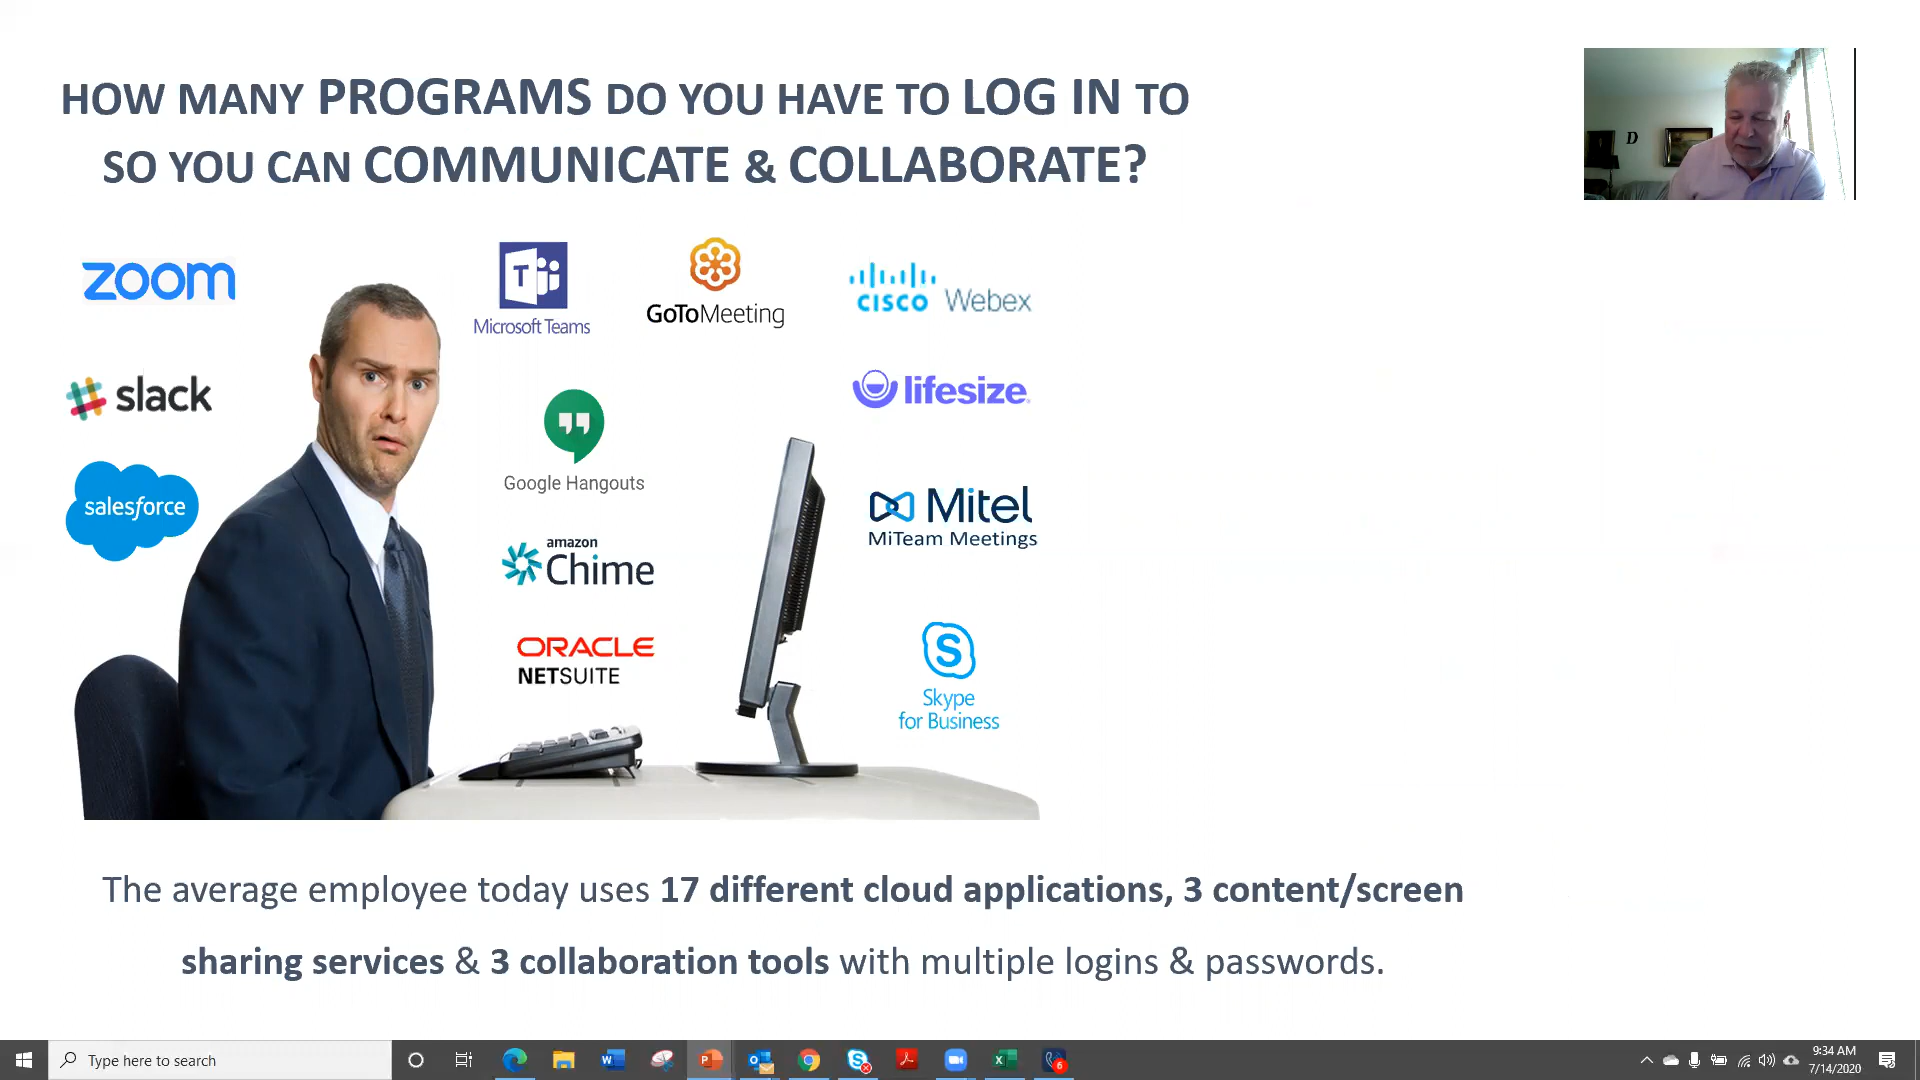 HOW MANY PROGRAMS DO YOU HAVE TO LOG IN TO
SO YOU CAN COMMUNICATE & COLLABORATE?
D
zoom
Microsoft Teams
GoToMeeting
CISCO Webex
slack
lifesize
Google Hangouts
salesforce
Mitel
MiTeam Meetings
amazon
Chime
ORACLE
NETSUITE
Skype
for Business
The average employee today uses 17 different cloud applications, 3 content/screen
sharing services & 3 collaboration tools with multiple logins & passwords.
Type here to search
6
9:34 AM
7/14/2020